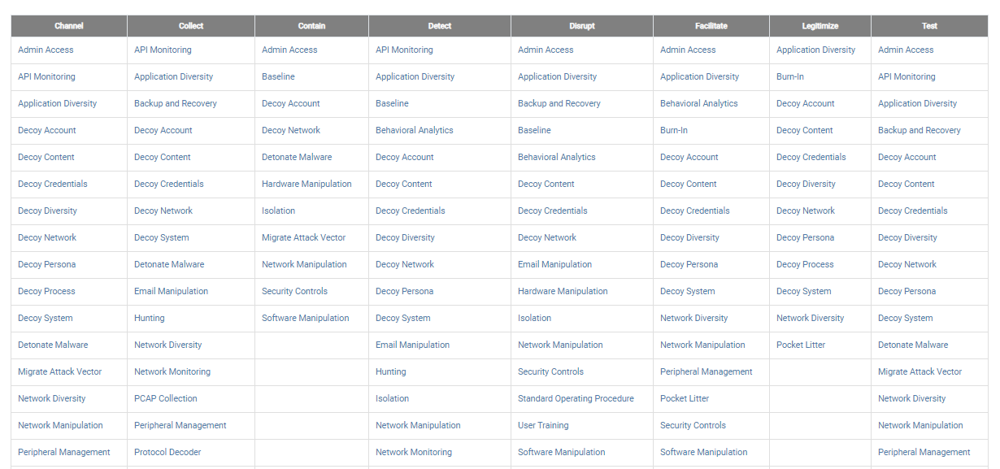 Channel Collect Contain Detect Disrupt Facilitate Legitimize Test
Admin Access API Monitoring Admin Access API Monitoring Admin Access Admin Access Application Diversity Admin Access
API Monitoring Application Diversity Baseline Application Diversity Application Diversity Application Diversity Burn-In API Monitoring
Application Diversity Backup and Recovery Decoy Account Baseline Backup and Recovery Behavioral Analytics Decoy Account Application Diversity
Decoy Account Decoy Account Decoy Network Behavioral Analytics Baseline Burn-In Decoy Content Backup and Recovery
Decoy Content Decoy Content Detonate Malware Decoy Account Behavioral Analytics Decoy Account Decoy Credentials Decoy Account
Decoy Credentials Decoy Credentials Hardware Manipulation Decoy Content Decoy Content Decoy Content Decoy Diversity Decoy Content
Decoy Diversity Decoy Network Isolation Decoy Credentials Decoy Credentials Decoy Credentials Decoy Network Decoy Credentials
Decoy Network Decoy System Migrate Attack Vector Decoy Diversity Decoy Network Decoy Diversity Decoy Persona Decoy Diversity
Decoy Persona Detonate Malware Network Manipulation Decoy Network Email Manipulation Decoy Persona Decoy Process Decoy Network
Decoy Process Email Manipulation Security Controls Decoy Persona Hardware Manipulation Decoy System Decoy System Decoy Persona
Decoy System Hunting Software Manipulation Decoy System Isolation Network Diversity Network Diversity Decoy System
Detonate Malware Network Diversity Email Manipulation Network Manipulation Network Manipulation Pocket Litter Detonate Malware
Migrate Attack Vector Network Monitoring Hunting Security Controls Peripheral Management Migrate Attack Vector
Network Diversity PCAP Collection Isolation Standard Operating Procedure Pocket Litter Network Diversity
Network Manipulation Peripheral Management Network Manipulation User Training Security Controls Network Manipulation
Peripheral Management Protocol Decoder Network Monitoring Software Manipulation Software Manipulation Peripheral Management